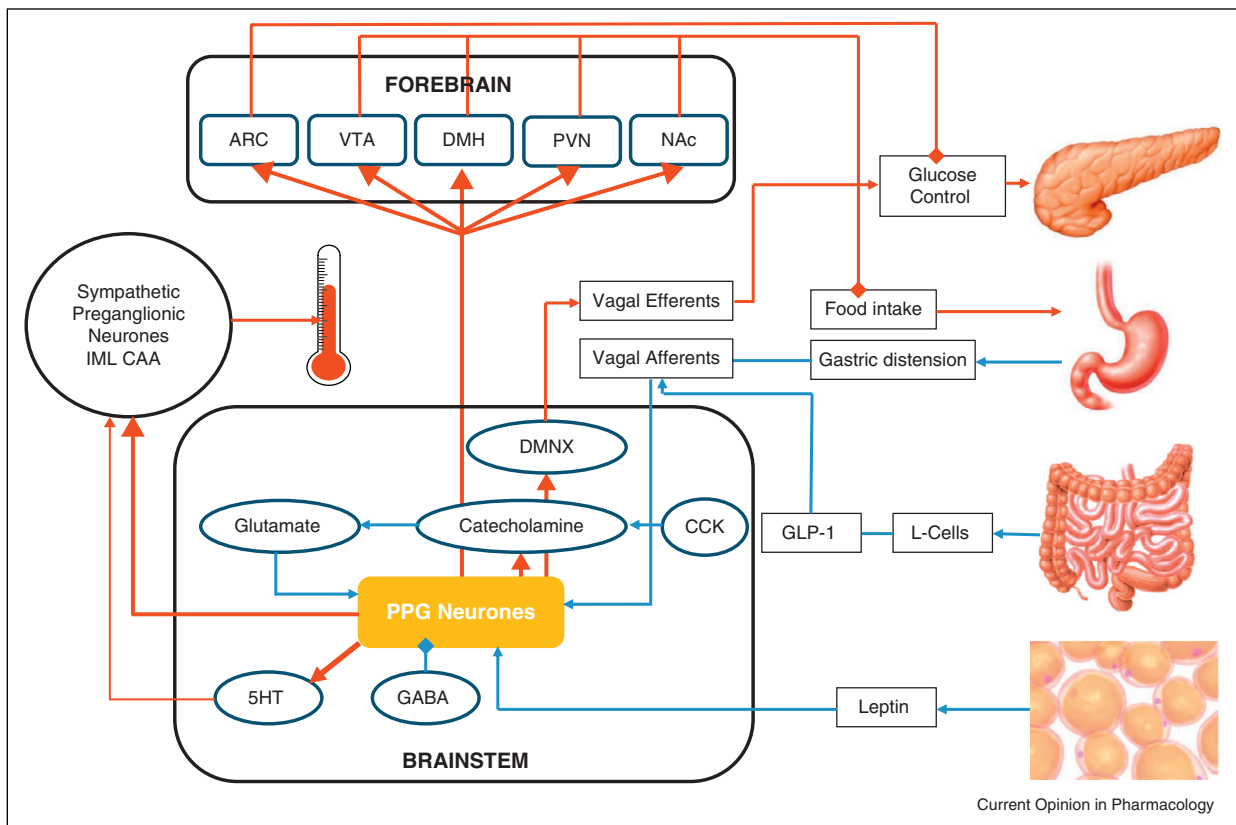 FOREBRAIN
ARC
VTA
DMH
PVN
NAc
Glucose
Control
Sympathetic
Preganglionic
Neurones
IML CAA
Vagal Efferents
Food intake
Vagal Afferents
Gastric distension
DMNX
Glutamate
Catecholamine
CCK
GLP-1
L-Cells
PPG Neurones
5HT
GABA
Leptin
BRAINSTEM
Current Opinion in Pharmacology